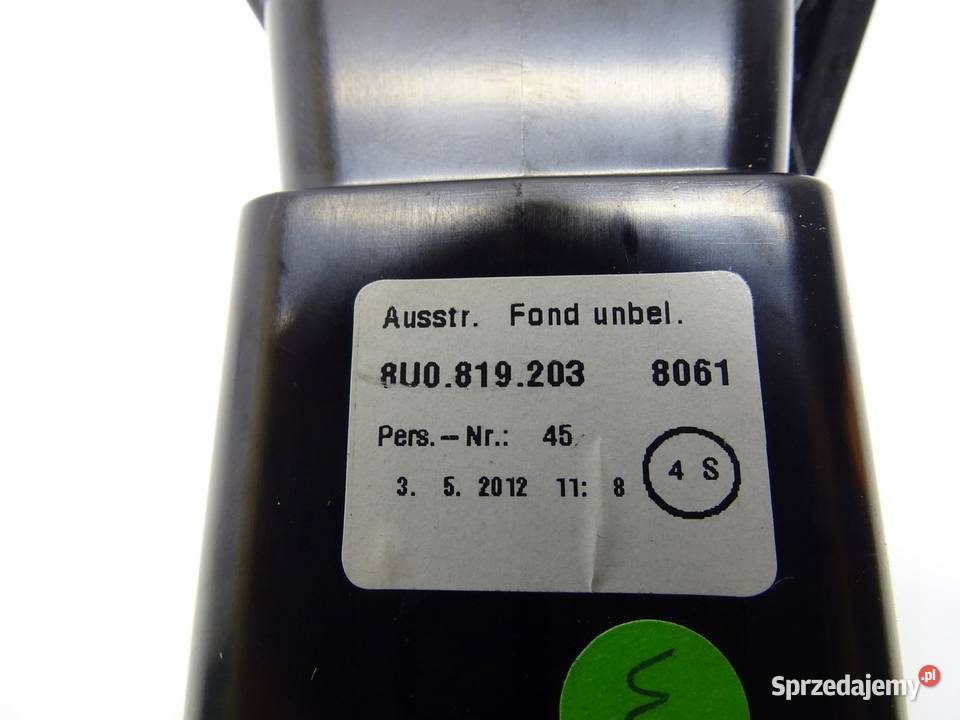 Ausstr. Fond unbel.
8U0.819.203 8061
Pers.-Nr.: 45
4 S
3. 5. 2012 11: 8
Sprzedajemy.pl